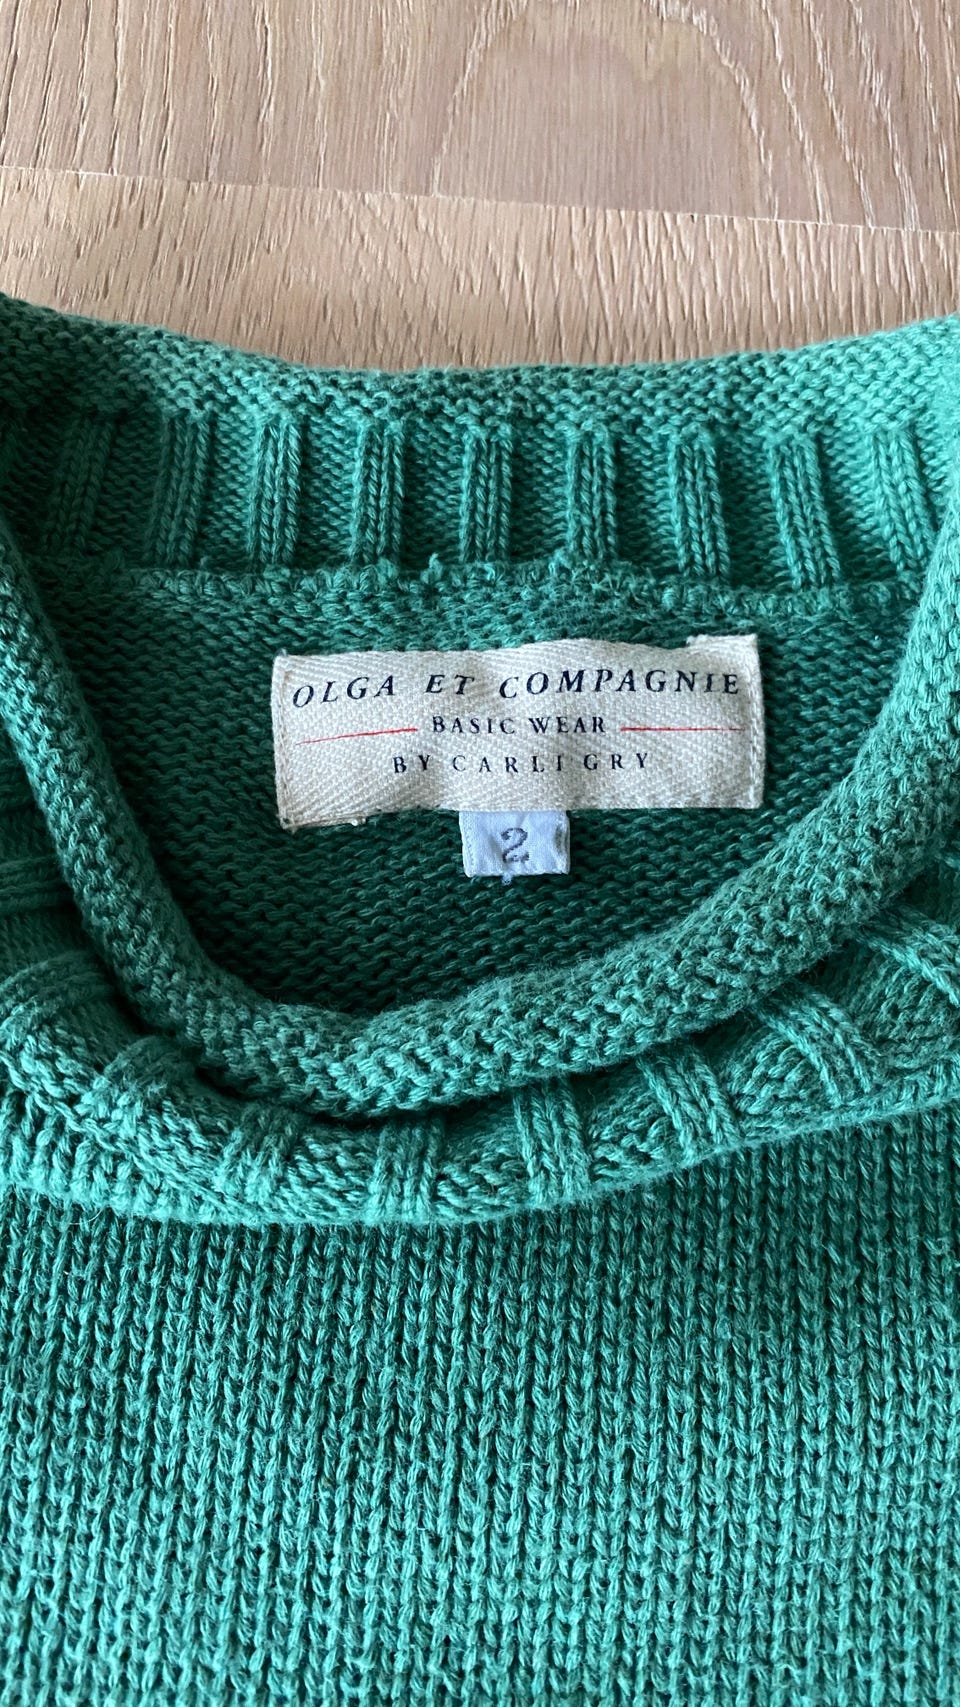 OLGA ET COMPAGNIE
BASIC WEAR
BY CARLI GRY
2